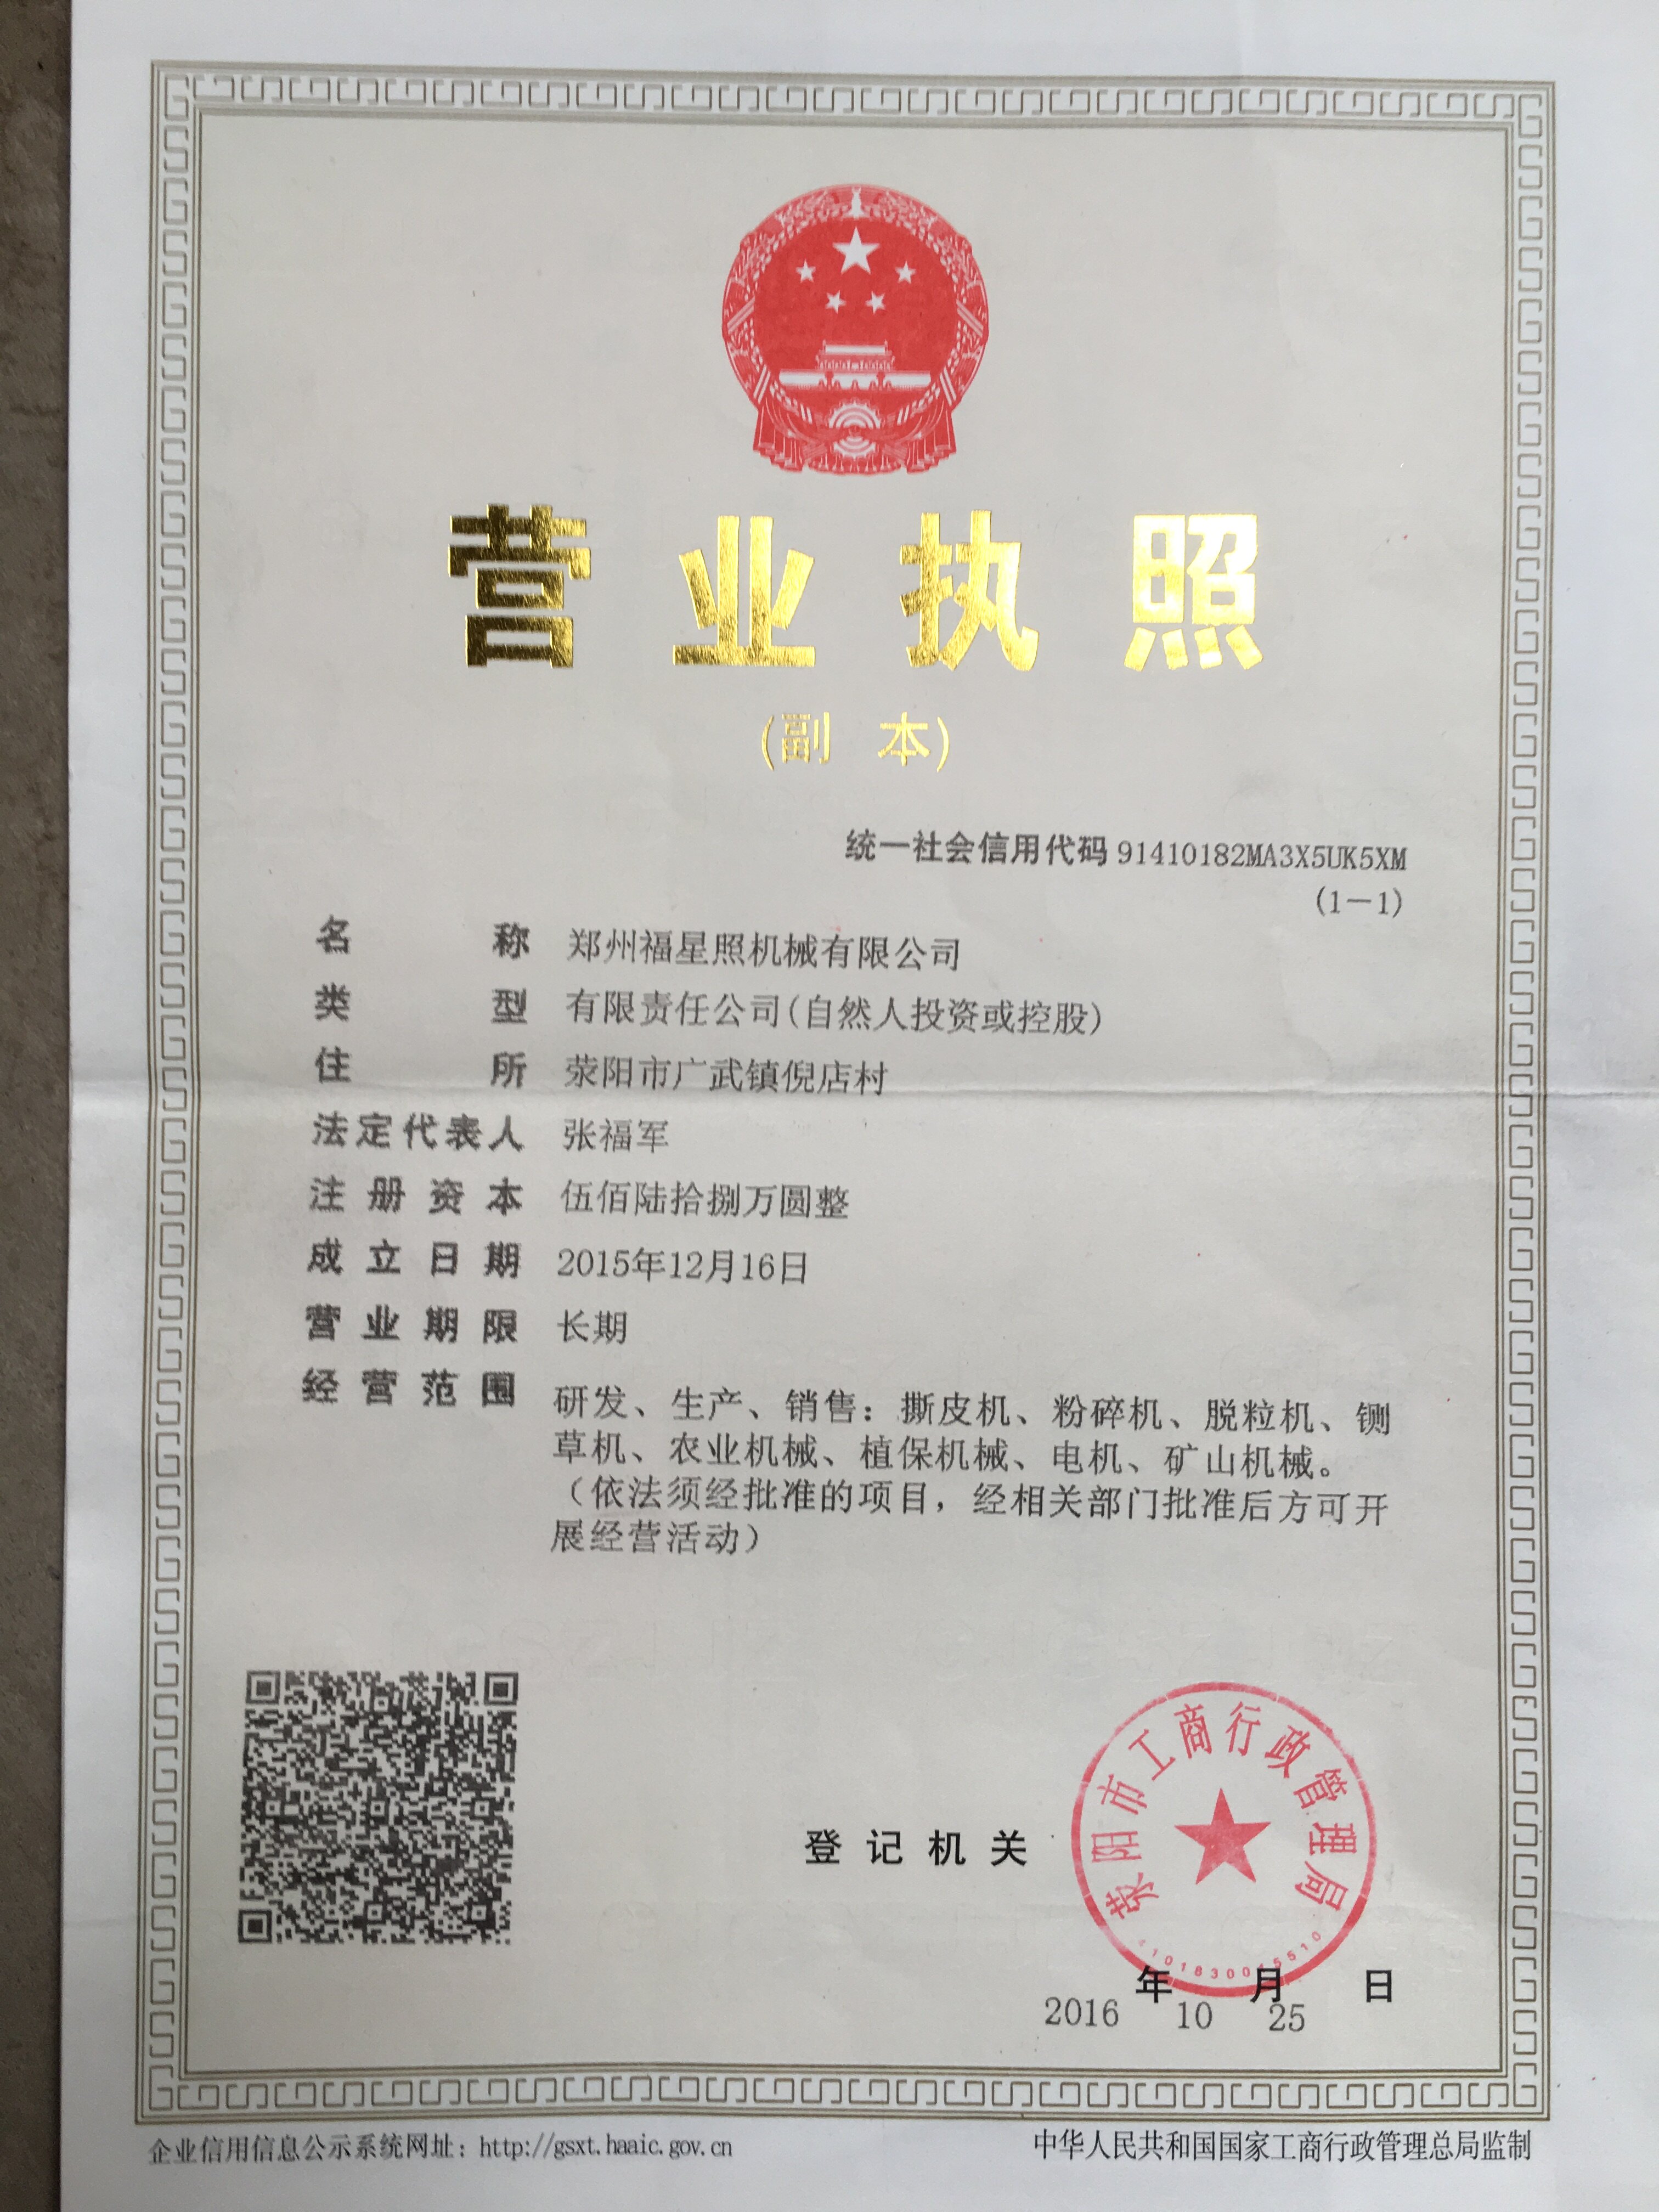 营业执照
(副 本)
统一社会信用代码 91410182MA3X5UK5XM
(1-1)
名 称 郑州福星照机械有限公司
类 型 有限责任公司(自然人投资或控股)
住 所 荥阳市广武镇倪店村
法定代表人 张福军
注册资本 伍佰陆拾捌万圆整
成立日期 2015年12月16日
营业期限 长期
经营范围 研发、生产、销售：撕皮机、粉碎机、脱粒机、铡
草机、农业机械、植保机械、电机、矿山机械。
（依法须经批准的项目，经相关部门批准后方可开
展经营活动）
荥阳市工商行政管理局
登记机关
年 月 日
2016 10 25
企业信用信息公示系统网址：http://gsxt.haaic.gov.cn
中华人民共和国国家工商行政管理总局监制